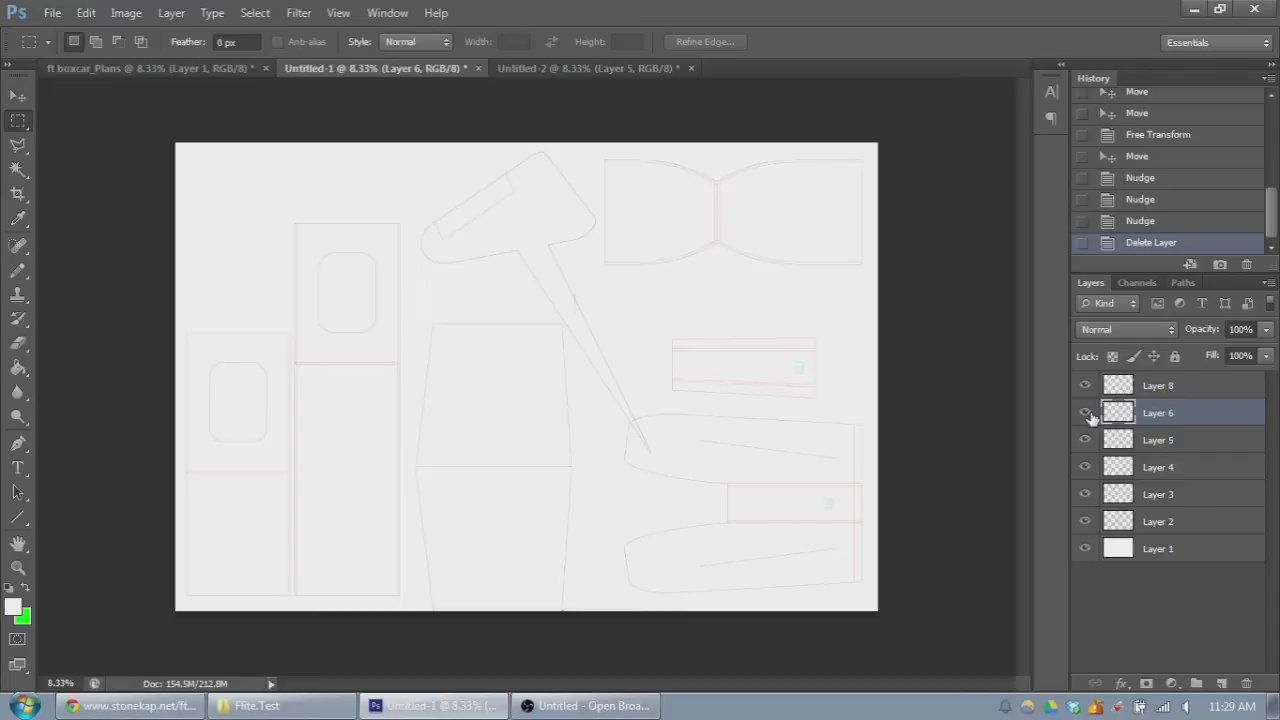 Ps File Edit Image Layer Type Select Filter View Window Help
Feather: 0 px Anti-alias Style: Normal Width: Height: Refine Edge... Essentials
ft boxcar_Plans @ 8.33% (Layer 1, RGB/8) * × Untitled-1 @ 8.33% (Layer 6, RGB/8) * × Untitled-2 @ 8.33% (Layer 5, RGB/8) * ×
History
Move
Move
Free Transform
Move
Nudge
Nudge
Nudge
Delete Layer
Layers Channels Paths
Kind
Normal Opacity: 100%
Lock: Fill: 100%
Layer 8
Layer 6
Layer 5
Layer 4
Layer 3
Layer 2
Layer 1
8.33% Doc: 154.5M/212.8M
www.stonekap.net/ft... Flite.Test Untitled-1 @ 8.33% (... Untitled - Open Broa... 11:29 AM